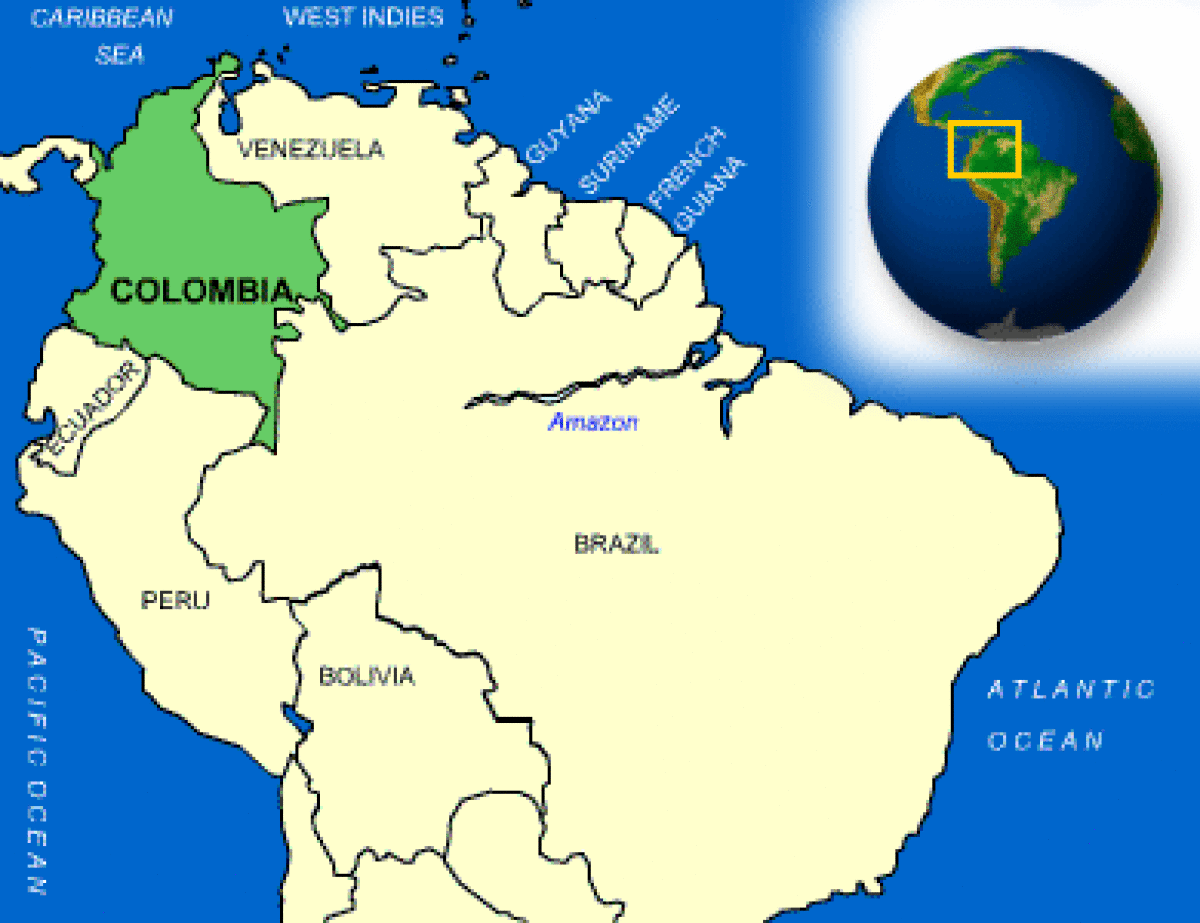 CARIBBEAN
SEA
WEST INDIES
GUYANA
SURINAME
FRENCH
GUIANA
VENEZUELA
COLOMBIA
ECUADOR
Amazon
BRAZIL
PERU
BOLIVIA
PACIFIC OCEAN
ATLANTIC
OCEAN